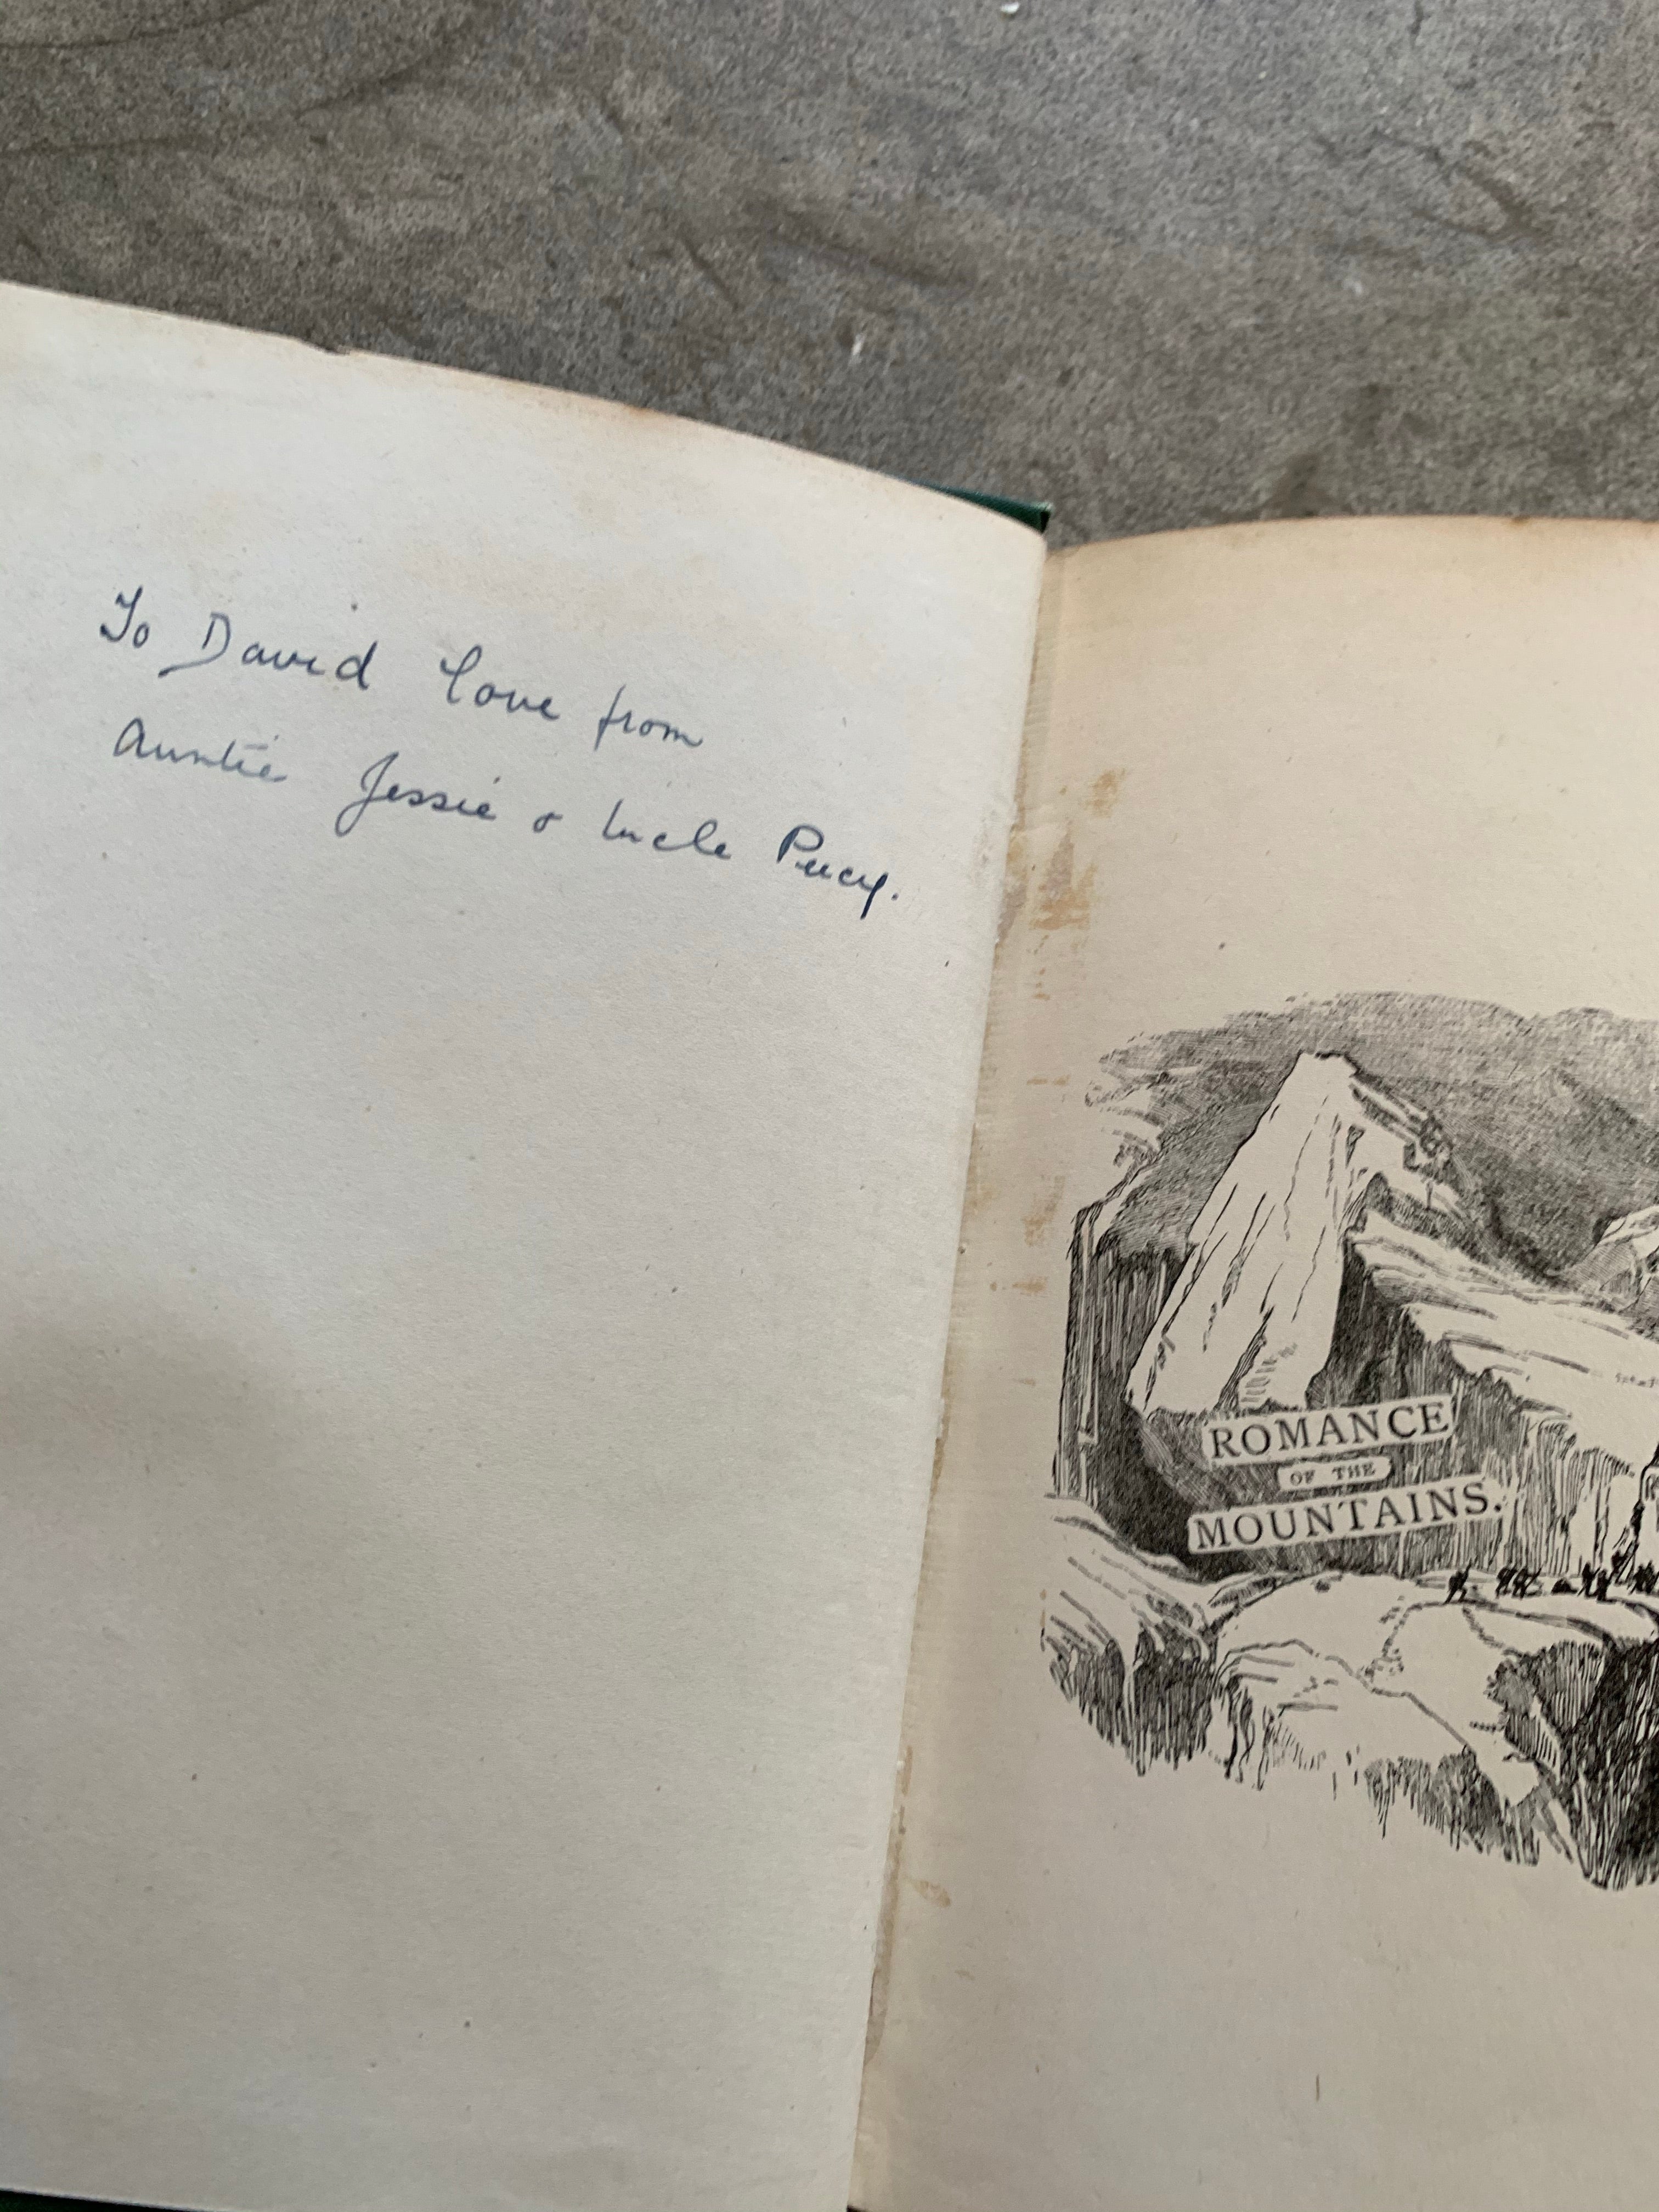 To David love from
Auntie Jessie & Uncle Percy.
ROMANCE
OF THE
MOUNTAINS.